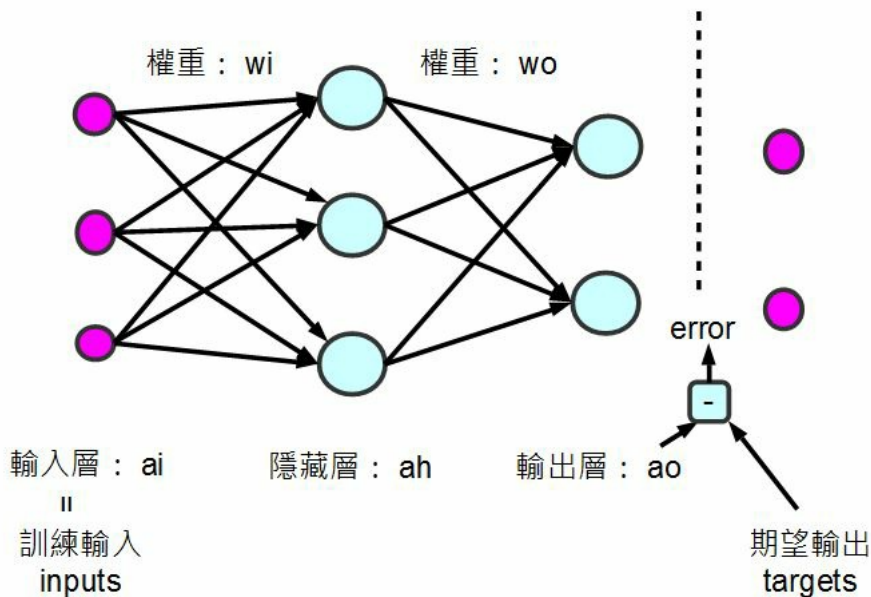 權重： wi
權重： wo
error
-
輸入層： ai
隱藏層： ah
輸出層： ao
=
訓練輸入
inputs
期望輸出
targets